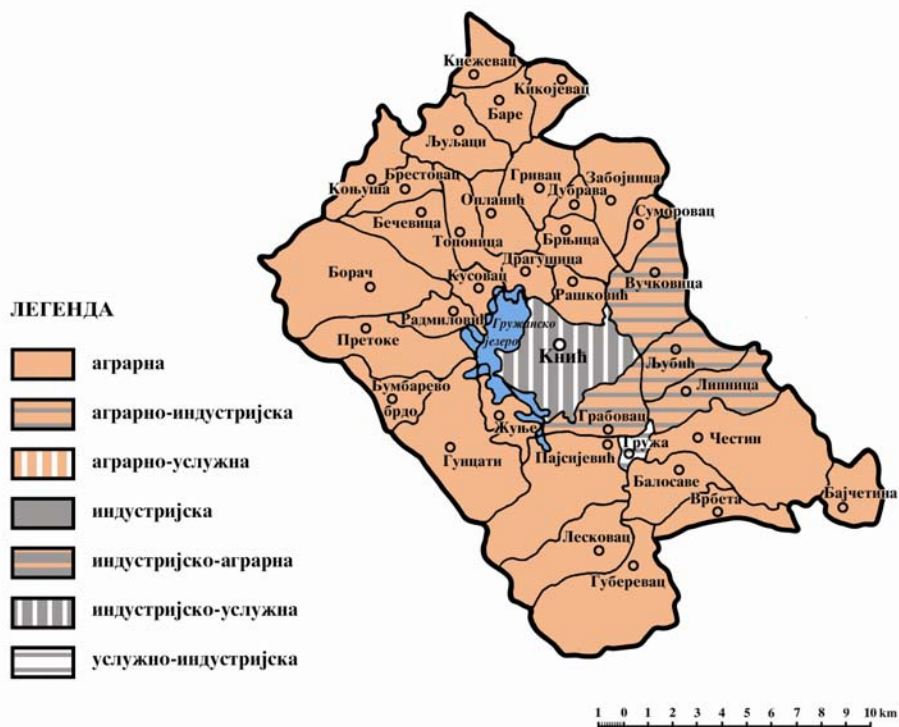 Кнежевац
Кикојевац
Баре
Љуљаци
Брестовац
Гривац
Забојница
Коњуша
Дубрава
Опланић
Бечевица
Суморовац
Топоница
Брњица
Драгушица
Борач
Кусовац
Рашковић
Вучковица
ЛЕГЕНДА
Радмиловић
Гружанско
језеро
Претоке
Кнић
Љубић
аграрна
Липница
Бумбарево
брдо
аграрно-индустријска
Жуње
Грабовац
Гружа
Честин
Гунцати
Пајсијевић
аграрно-услужна
Балосаве
Бајчетина
Врбета
индустријска
Лесковац
индустријско-аграрна
Губеревац
индустријско-услужна
услужно-индустријска
1 0 1 2 3 4 5 6 7 8 9 10 km